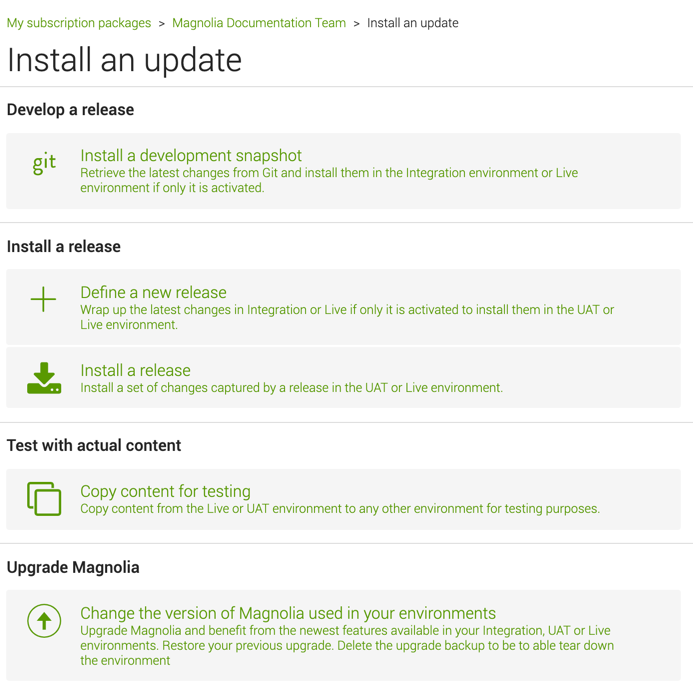 My subscription packages > Magnolia Documentation Team > Install an update
Install an update
Develop a release
git
Install a development snapshot
Retrieve the latest changes from Git and install them in the Integration environment or Live
environment if only it is activated.
Install a release
Define a new release
Wrap up the latest changes in Integration or Live if only it is activated to install them in the UAT or
Live environment.
Install a release
Install a set of changes captured by a release in the UAT or Live environment.
Test with actual content
Copy content for testing
Copy content from the Live or UAT environment to any other environment for testing purposes.
Upgrade Magnolia
Change the version of Magnolia used in your environments
Upgrade Magnolia and benefit from the newest features available in your Integration, UAT or Live
environments. Restore your previous upgrade. Delete the upgrade backup to be to able tear down
the environment